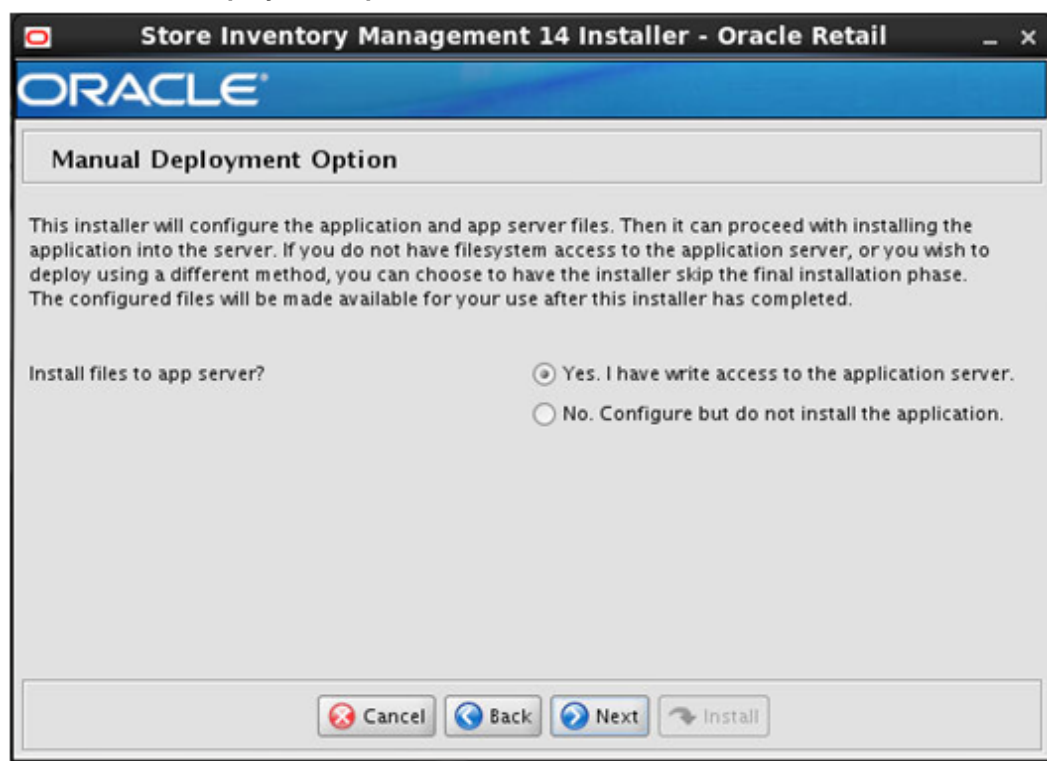 Store Inventory Management 14 Installer - Oracle Retail
ORACLE
Manual Deployment Option
This installer will configure the application and app server files. Then it can proceed with installing the
application into the server. If you do not have filesystem access to the application server, or you wish to
deploy using a different method, you can choose to have the installer skip the final installation phase.
The configured files will be made available for your use after this installer has completed.
Install files to app server?
Yes. I have write access to the application server.
No. Configure but do not install the application.
Cancel Back Next Install